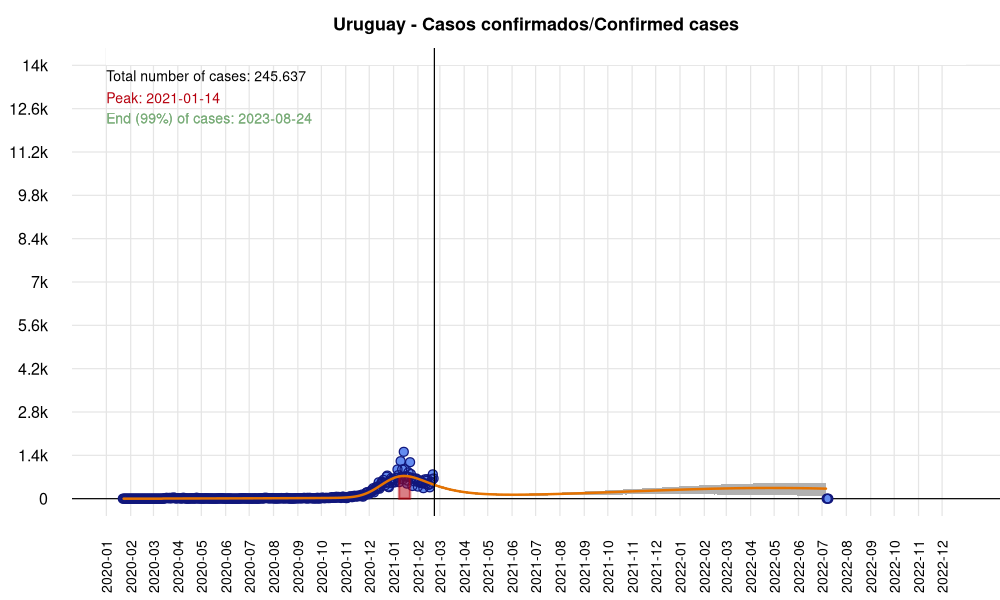 Uruguay - Casos confirmados/Confirmed cases
Total number of cases: 245.637
Peak: 2021-01-14
End (99%) of cases: 2023-08-24
14k
12.6k
11.2k
9.8k
8.4k
7k
5.6k
4.2k
2.8k
1.4k
0
2020-01
2020-02
2020-03
2020-04
2020-05
2020-06
2020-07
2020-08
2020-09
2020-10
2020-11
2020-12
2021-01
2021-02
2021-03
2021-04
2021-05
2021-06
2021-07
2021-08
2021-09
2021-10
2021-11
2021-12
2022-01
2022-02
2022-03
2022-04
2022-05
2022-06
2022-07
2022-08
2022-09
2022-10
2022-11
2022-12